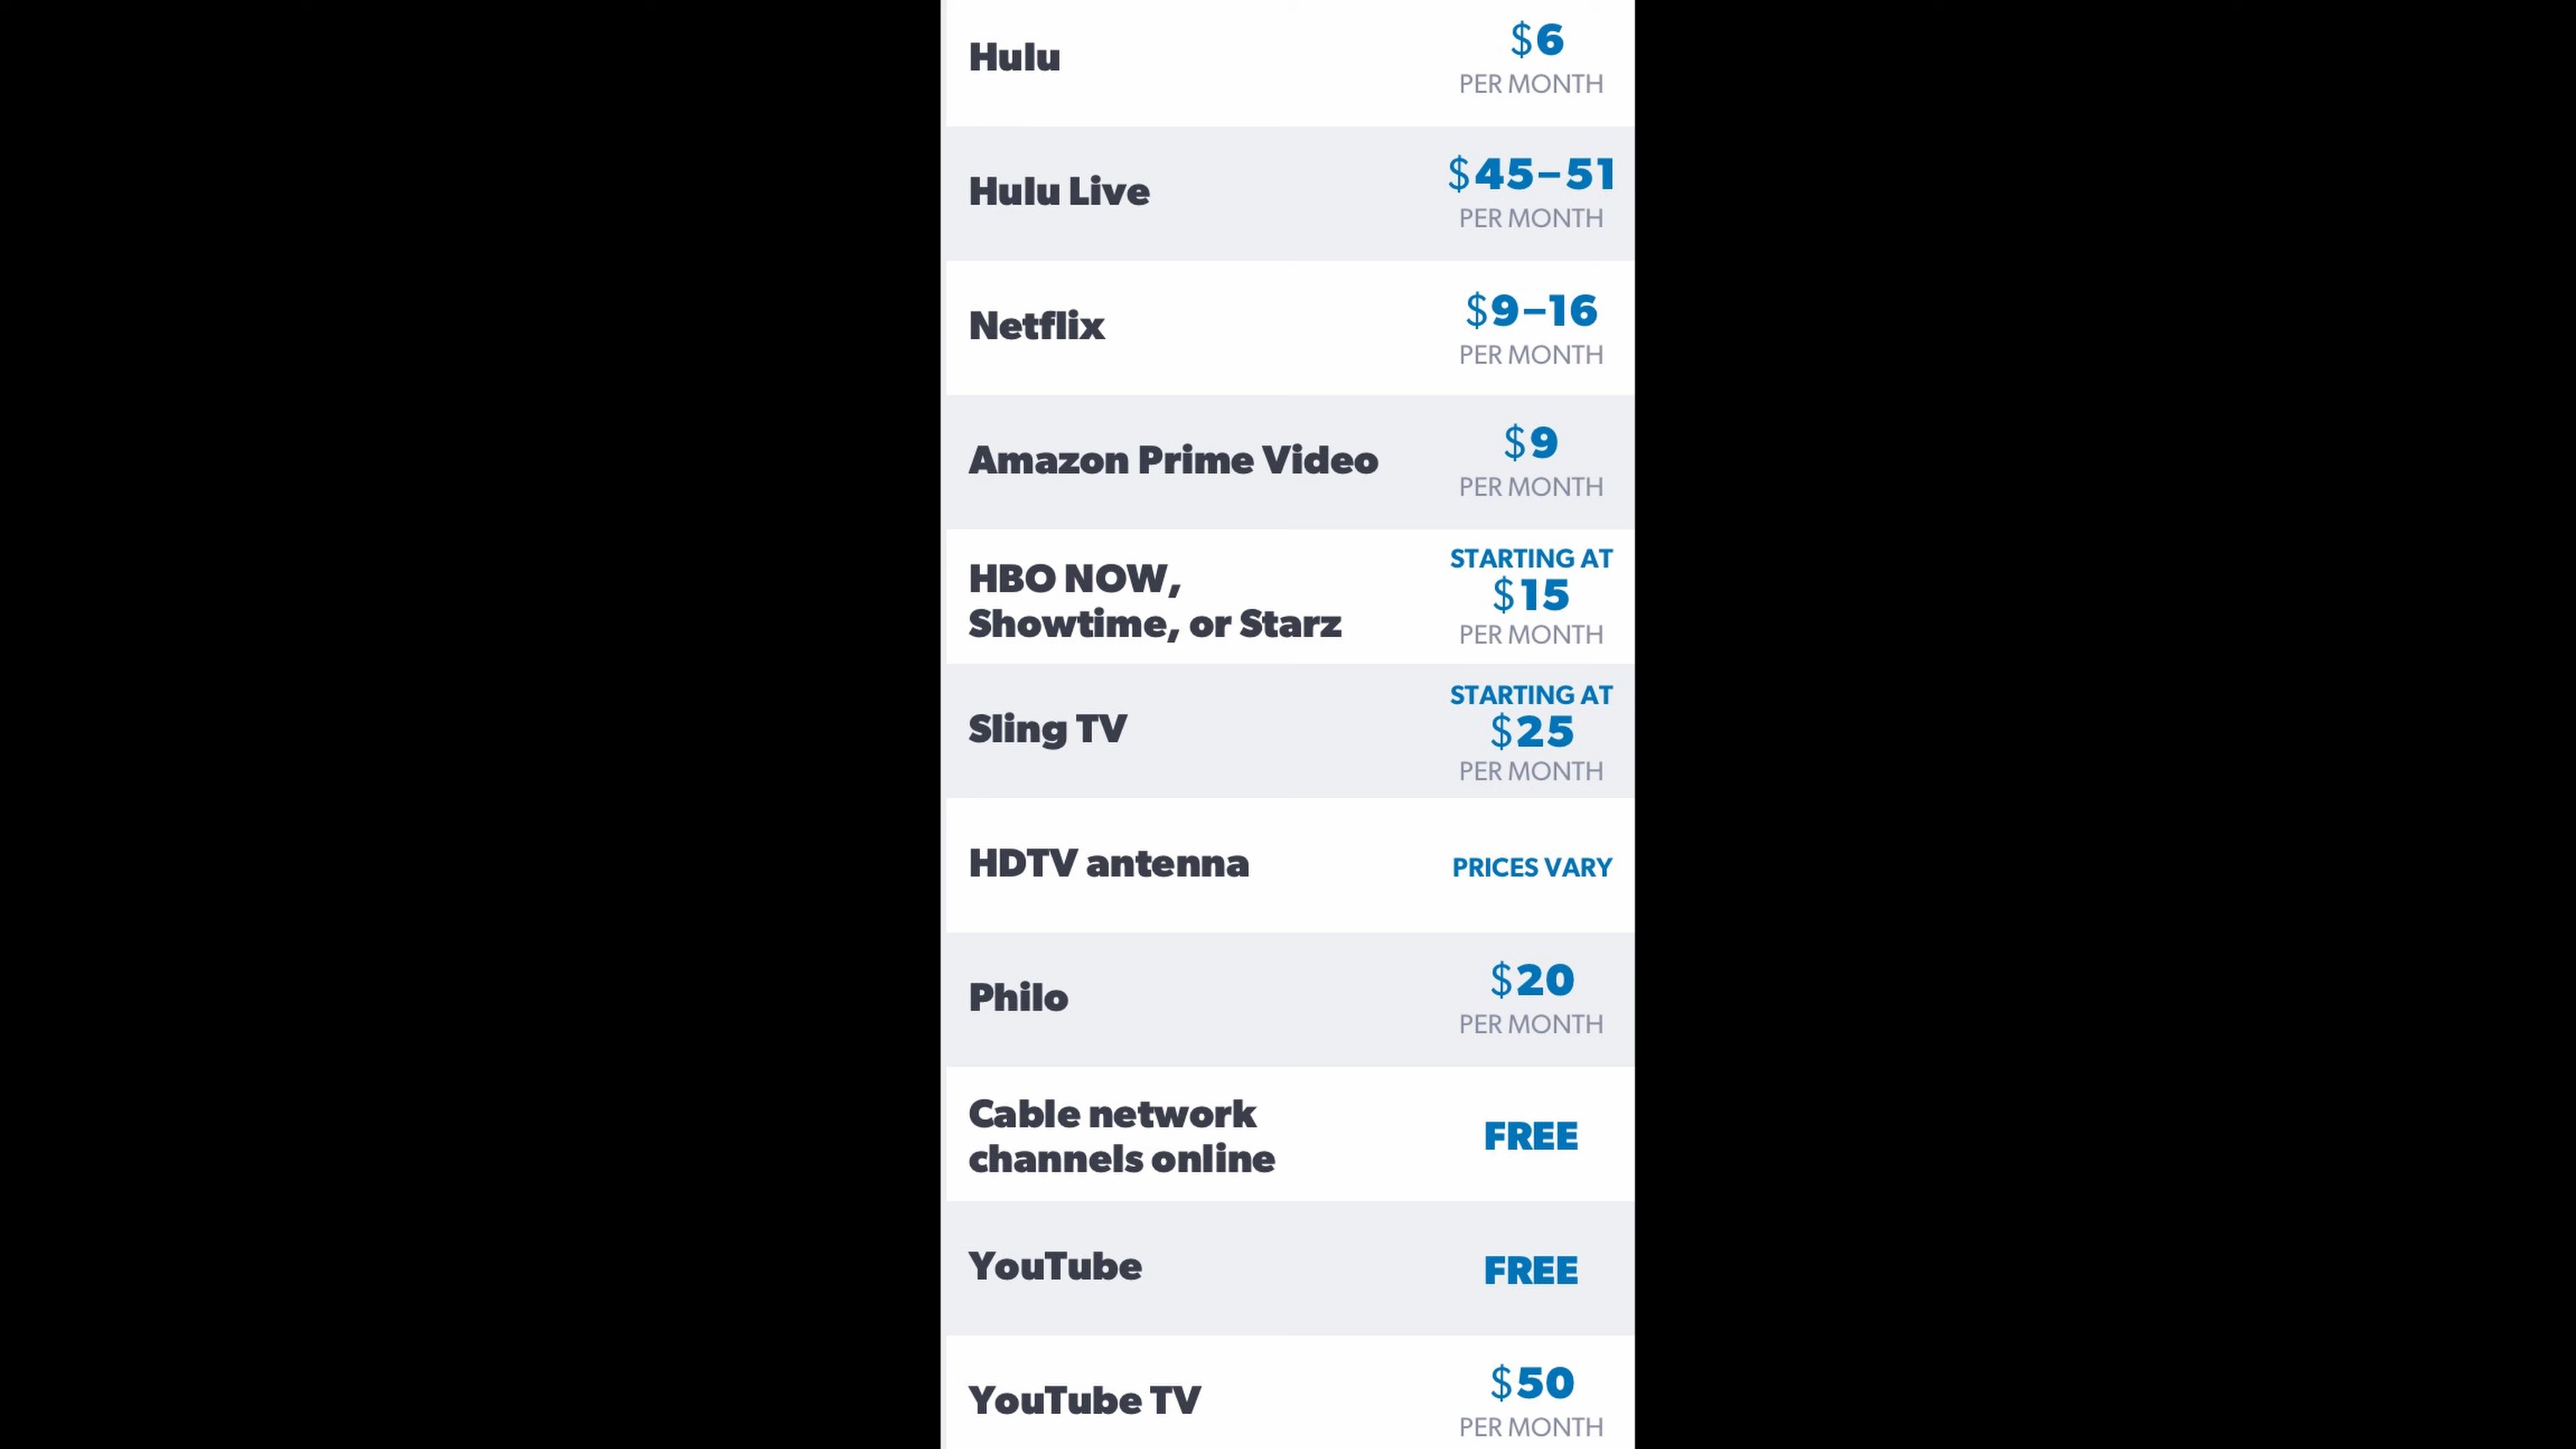 Hulu
$6
PER MONTH
Hulu Live
$45–51
PER MONTH
Netflix
$9–16
PER MONTH
Amazon Prime Video
$9
PER MONTH
HBO NOW,
Showtime, or Starz
STARTING AT
$15
PER MONTH
Sling TV
STARTING AT
$25
PER MONTH
HDTV antenna
PRICES VARY
Philo
$20
PER MONTH
Cable network
channels online
FREE
YouTube
FREE
YouTube TV
$50
PER MONTH